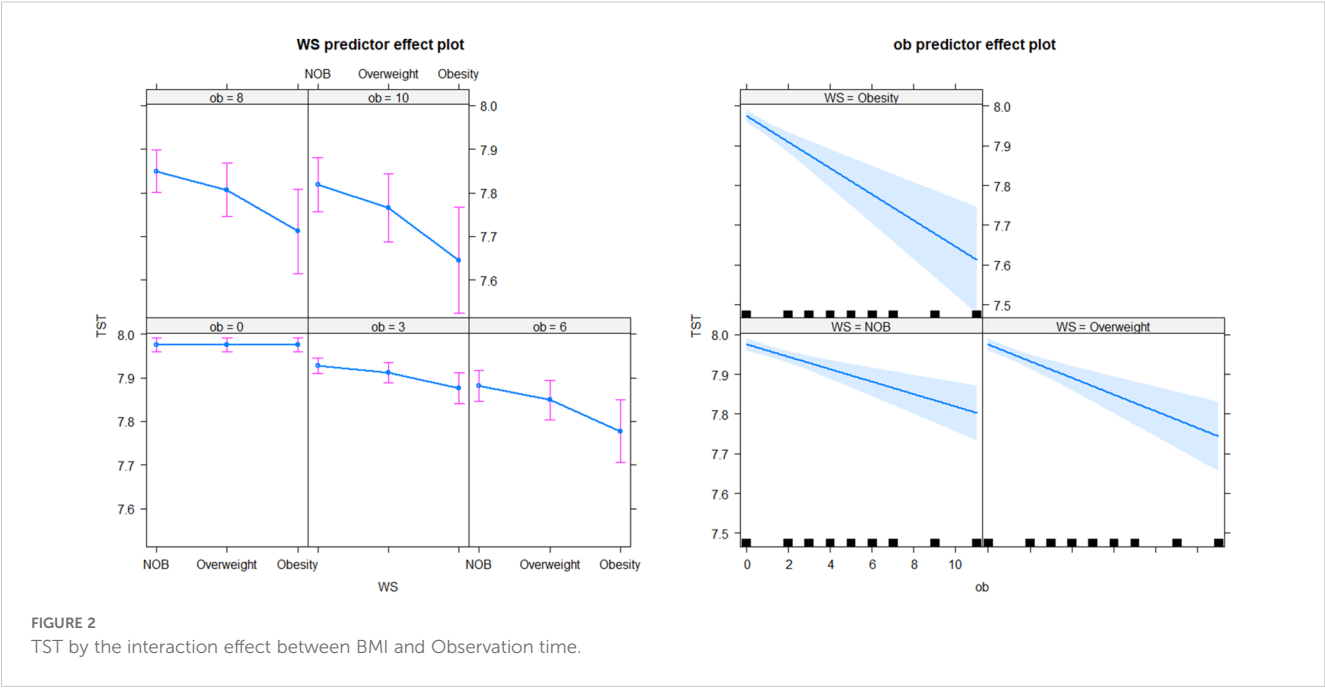 WS predictor effect plot
NOB Overweight Obesity
ob = 8 ob = 10
8.0
7.9
7.8
7.7
7.6
TST
ob = 0 ob = 3 ob = 6
8.0
7.9
7.8
7.7
7.6
NOB Overweight Obesity NOB Overweight Obesity
WS
ob predictor effect plot
WS = Obesity
8.0
7.9
7.8
7.7
7.6
7.5
TST
WS = NOB WS = Overweight
8.0
7.9
7.8
7.7
7.6
7.5
0 2 4 6 8 10
ob
FIGURE 2
TST by the interaction effect between BMI and Observation time.